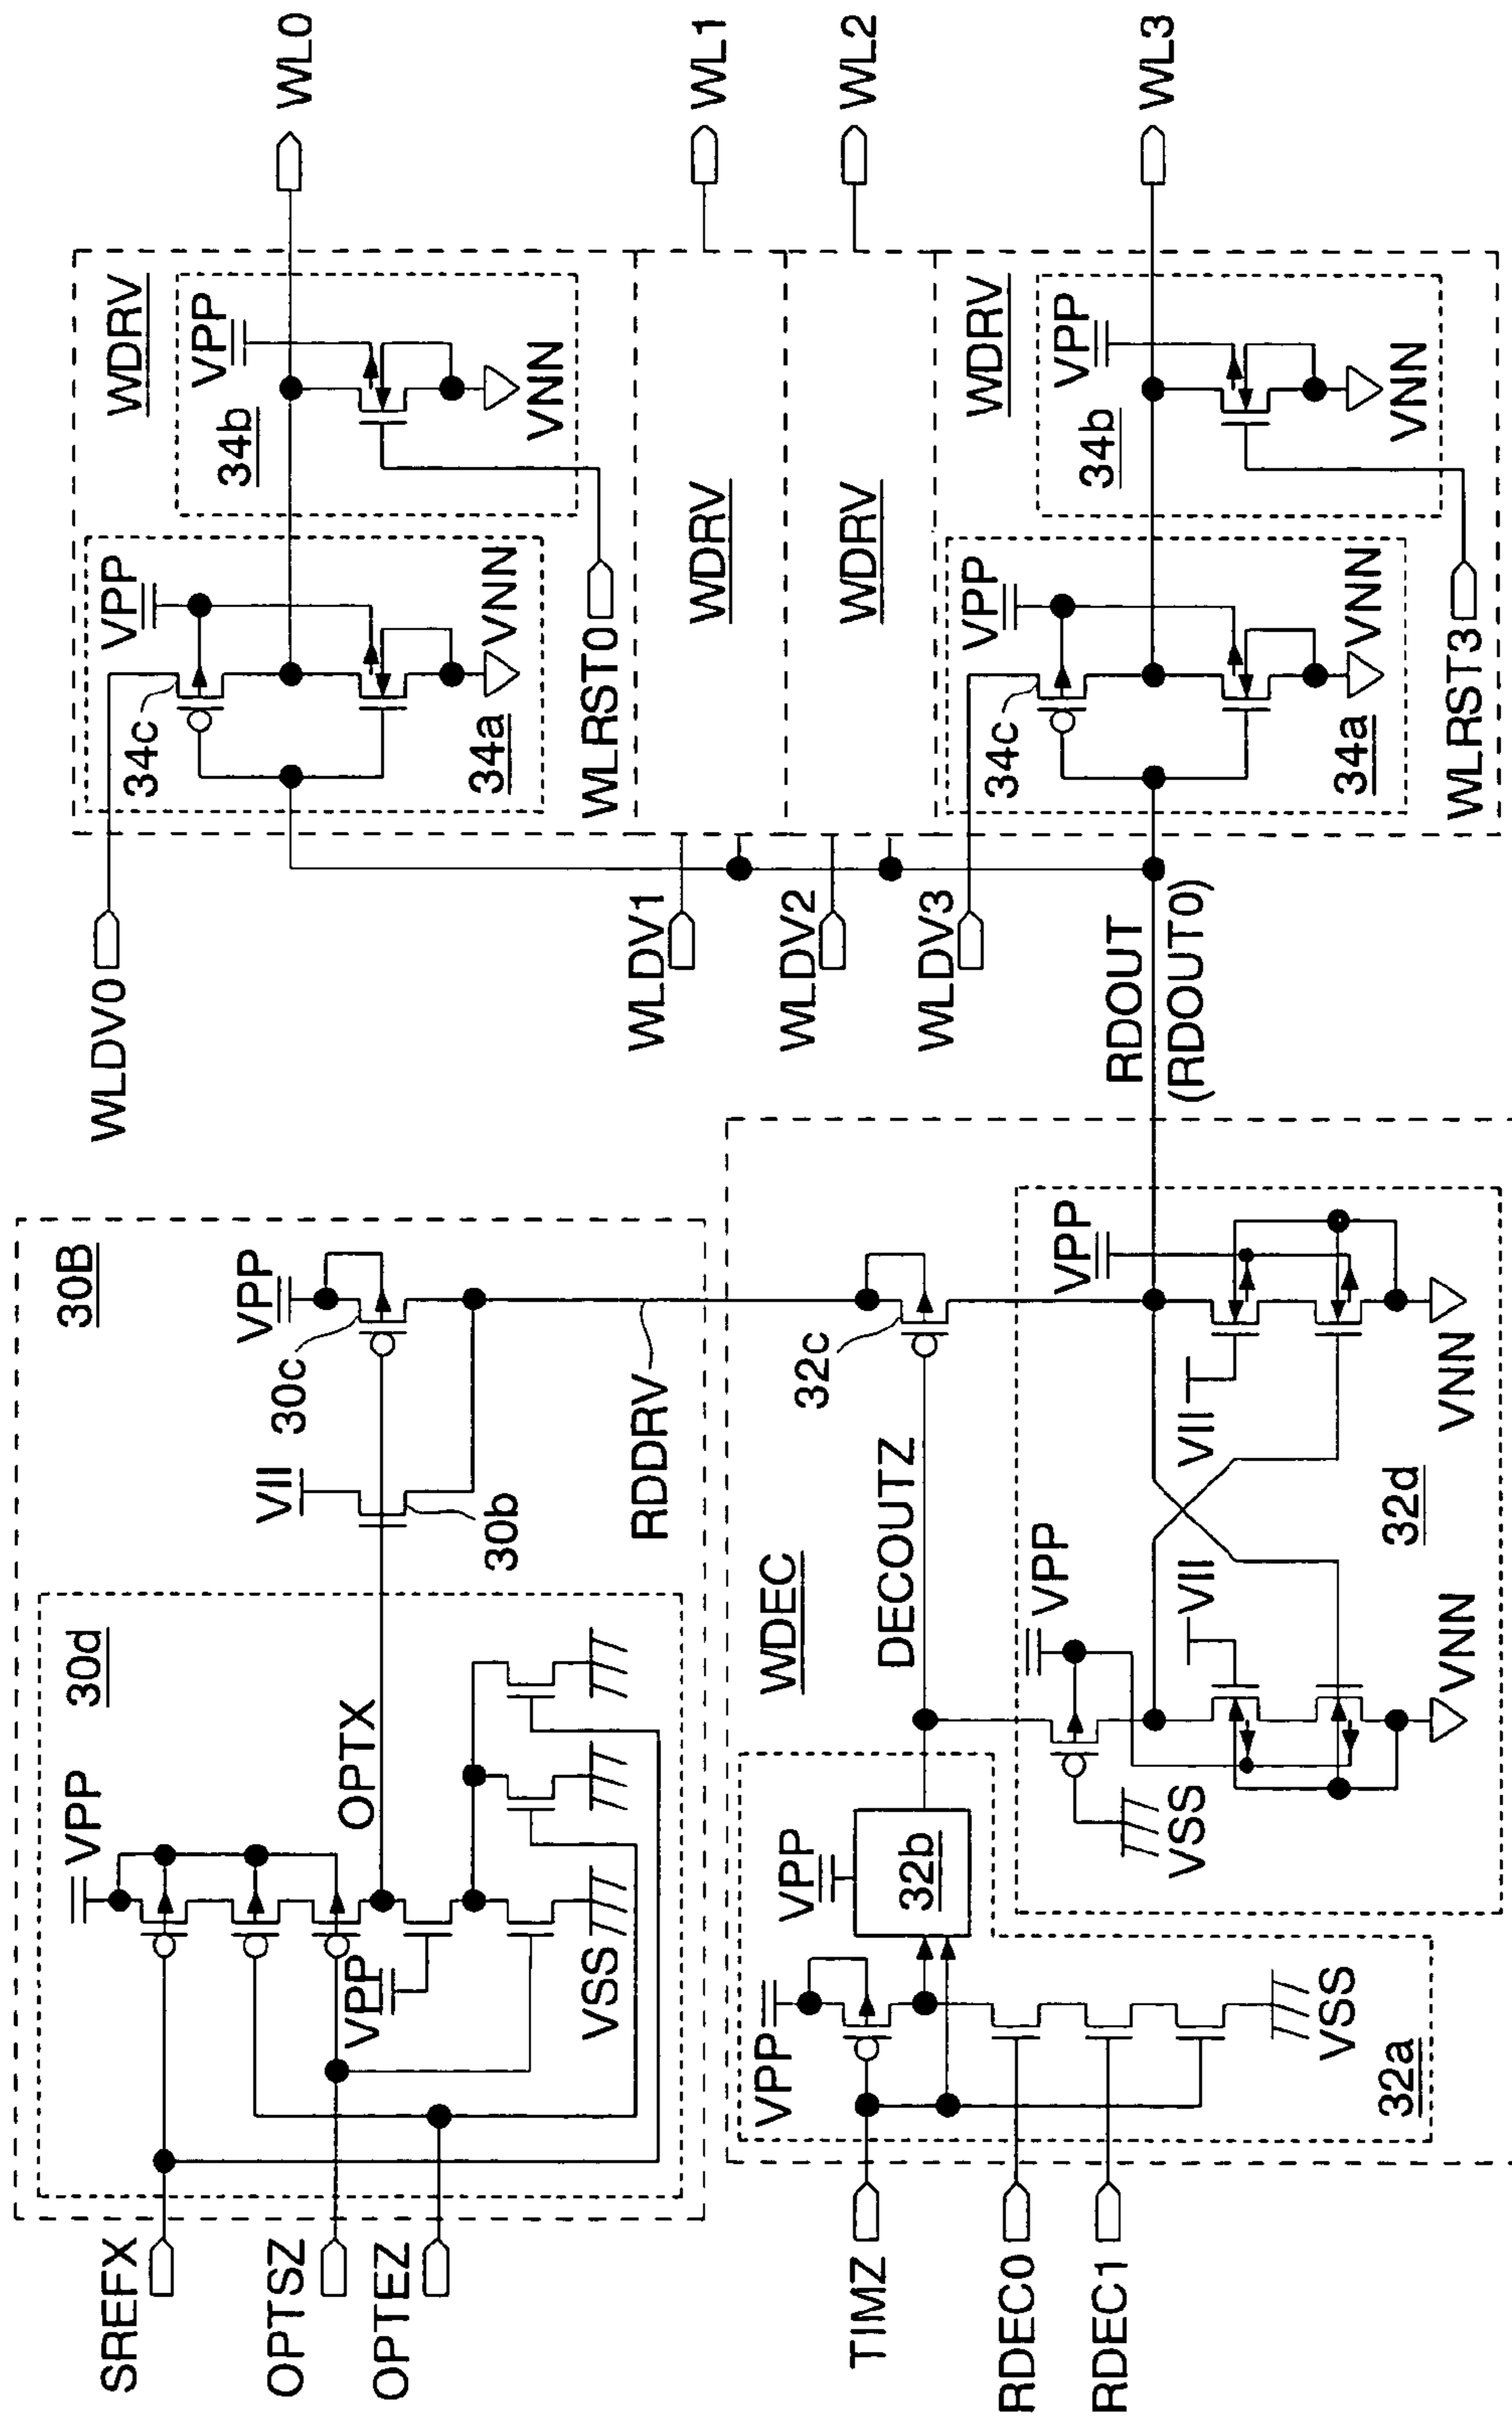 SREFX
OPTSZ
OPTEZ
30d
VPP
VPP
VSS
OPTX
30B
VII
30b
VPP
30c
RDDRV
TIMZ
RDEC0
RDEC1
VPP
VSS
32a
VPP
32b
WDEC
DECOUTZ
32c
VSS
VPP
VII
VNN
32d
VII
VPP
VNN
RDOUT
(RDOUT0)
WLDV0
WLDV1
WLDV2
WLDV3
34c
VPP
VNN
34a
WLRST0
34b
VPP
VNN
WDRV
WDRV
WDRV
34c
VPP
VNN
34a
WLRST3
34b
VPP
VNN
WDRV
WL0
WL1
WL2
WL3